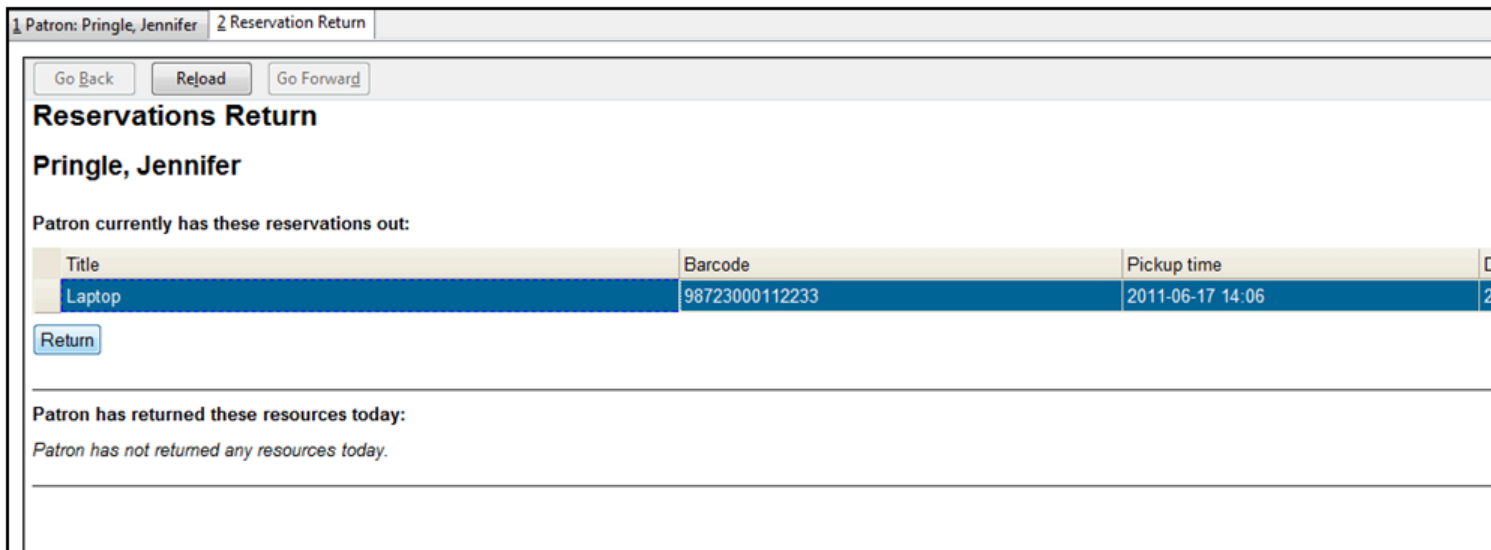 1 Patron: Pringle, Jennifer 2 Reservation Return
Go Back Reload Go Forward
Reservations Return
Pringle, Jennifer
Patron currently has these reservations out:
Title Barcode Pickup time
Laptop 98723000112233 2011-06-17 14:06
Return
Patron has returned these resources today:
Patron has not returned any resources today.